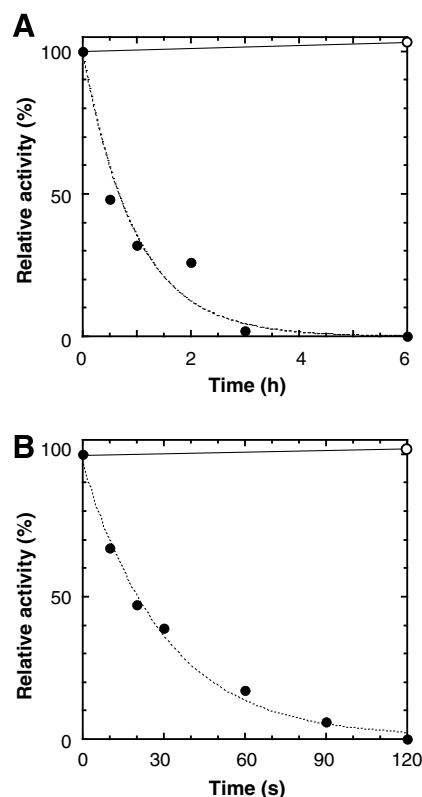 A
Relative activity (%)
100
50
0
0 2 4 6
Time (h)
B
Relative activity (%)
100
50
0
0 30 60 90 120
Time (s)